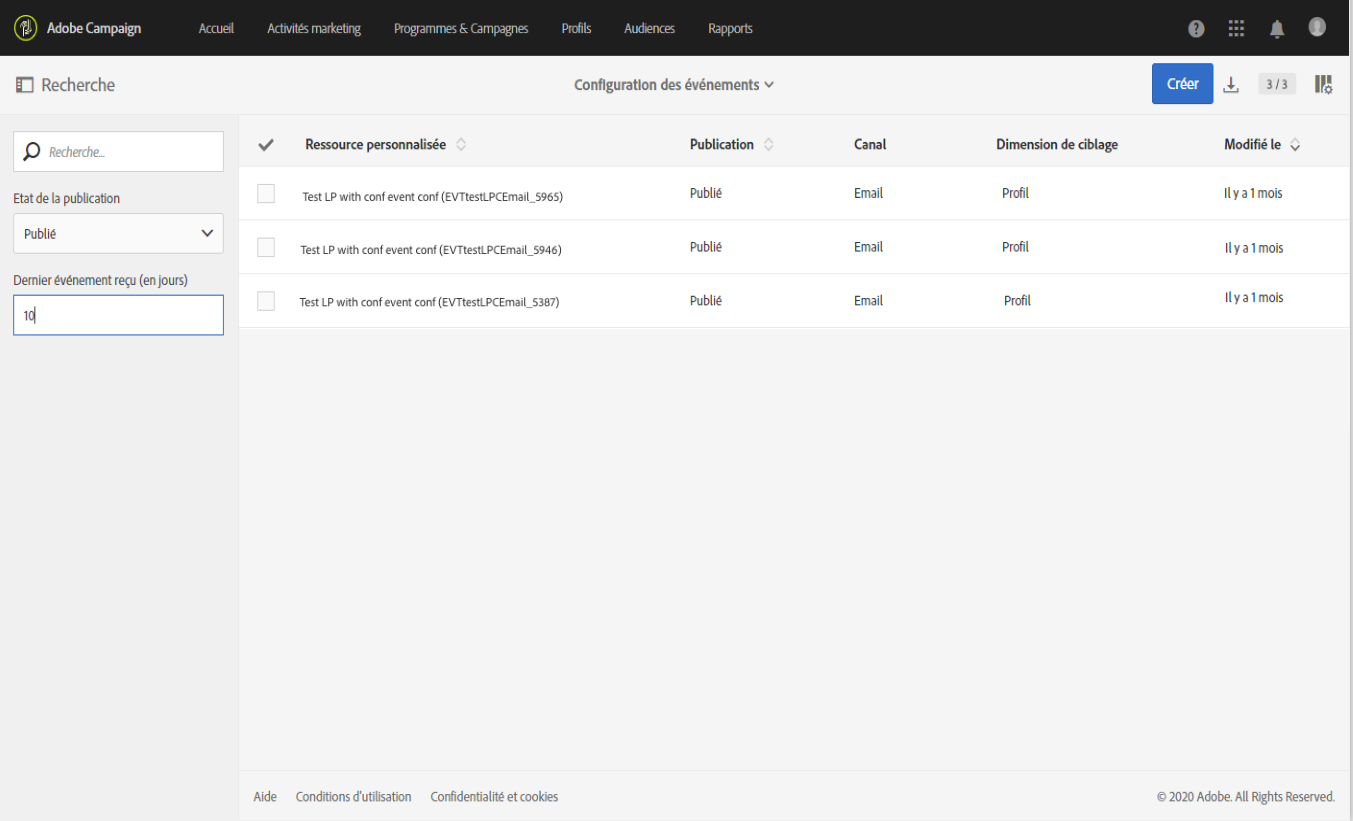 Adobe Campaign Accueil Activités marketing Programmes & Campagnes Profils Audiences Rapports
Recherche
Configuration des événements
Créer
3 / 3
Recherche...
Etat de la publication
Publié
Dernier événement reçu (en jours)
10
Ressource personnalisée Publication Canal Dimension de ciblage Modifié le
Test LP with conf event conf (EVTtestLPCEmail_5965) Publié Email Profil Il y a 1 mois
Test LP with conf event conf (EVTtestLPCEmail_5946) Publié Email Profil Il y a 1 mois
Test LP with conf event conf (EVTtestLPCEmail_5387) Publié Email Profil Il y a 1 mois
Aide Conditions d'utilisation Confidentialité et cookies © 2020 Adobe. All Rights Reserved.